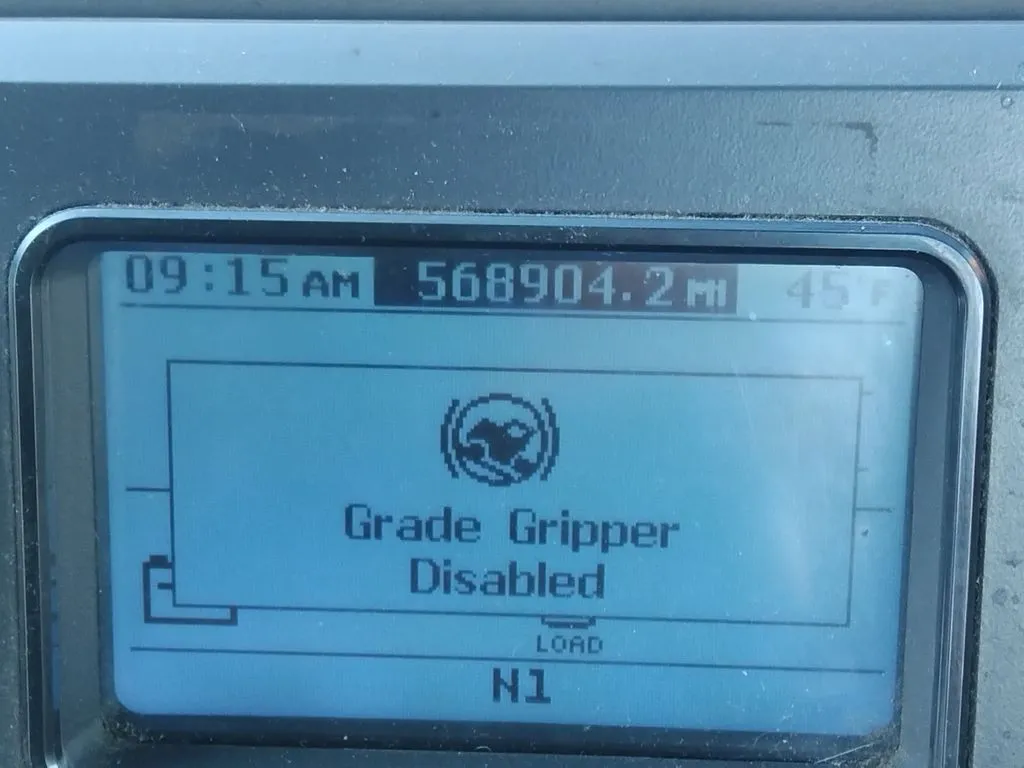 09:15 AM 568904.2 MI 45°F
Grade Gripper
Disabled
LOAD
N1